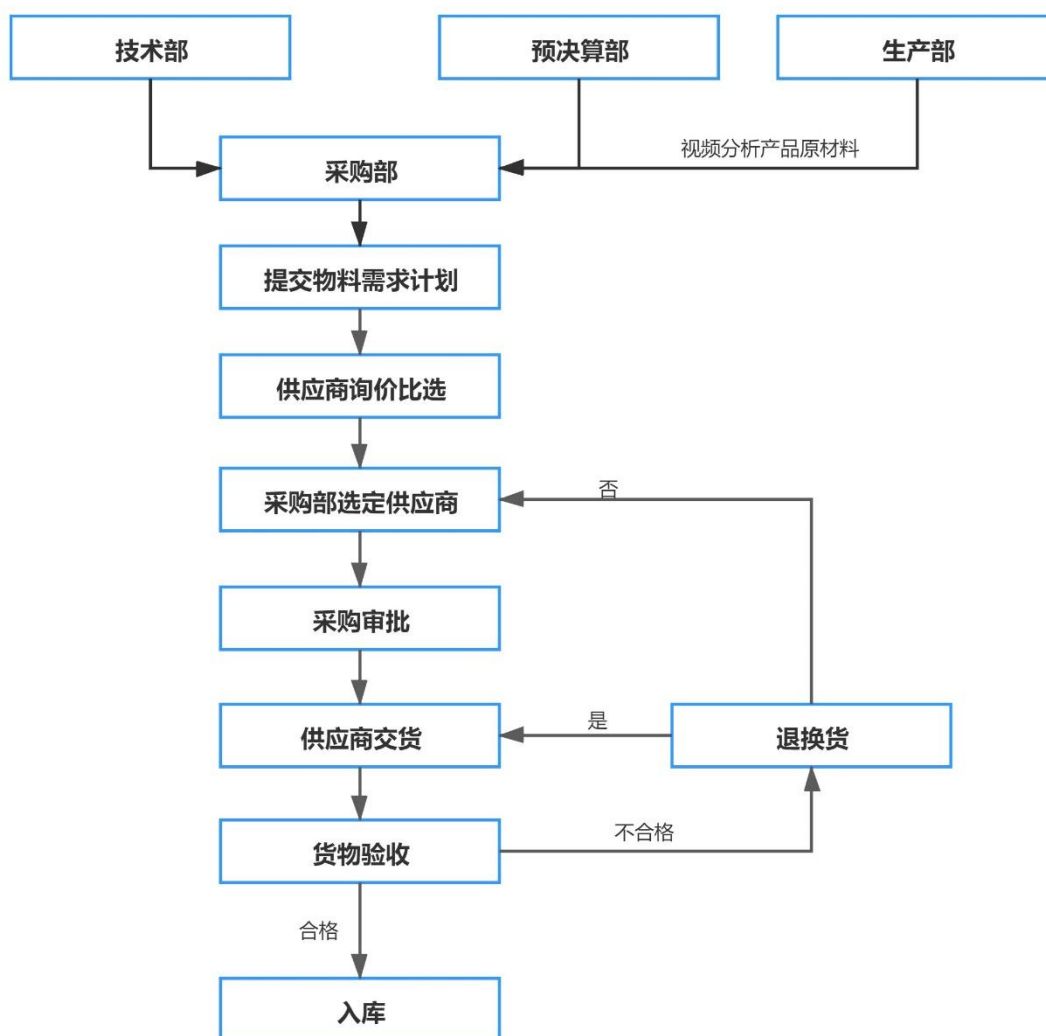 技术部
预决算部
生产部
视频分析产品原材料
采购部
提交物料需求计划
供应商询价比选
采购部选定供应商
否
采购审批
供应商交货
是
退换货
货物验收
不合格
合格
入库